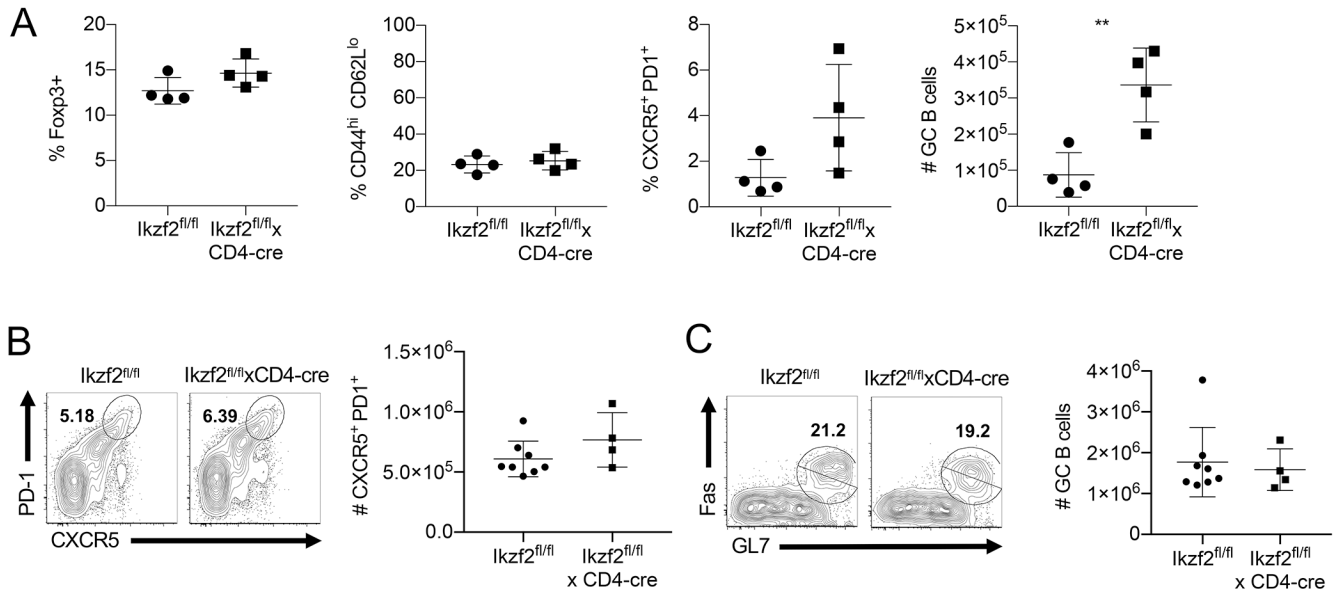 A
% Foxp3+
20
15
10
5
0
Ikzf2fl/fl
Ikzf2fl/flx
CD4-cre
% CD44hi CD62Llo
100
80
60
40
20
0
Ikzf2fl/fl
Ikzf2fl/flx
CD4-cre
% CXCR5+ PD1+
8
6
4
2
0
Ikzf2fl/fl
Ikzf2fl/flx
CD4-cre
# GC B cells
**
5×10⁵
4×10⁵
3×10⁵
2×10⁵
1×10⁵
0
Ikzf2fl/fl
Ikzf2fl/flx
CD4-cre
B
Ikzf2fl/fl
Ikzf2fl/flxCD4-cre
5.18
6.39
PD-1
CXCR5
# CXCR5+ PD1+
1.5×10⁶
1.0×10⁶
5.0×10⁵
0.0
Ikzf2fl/fl
Ikzf2fl/fl
x CD4-cre
C
Ikzf2fl/fl
Ikzf2fl/flxCD4-cre
21.2
19.2
Fas
GL7
# GC B cells
4×10⁶
3×10⁶
2×10⁶
1×10⁶
0
Ikzf2fl/fl
Ikzf2fl/fl
x CD4-cre